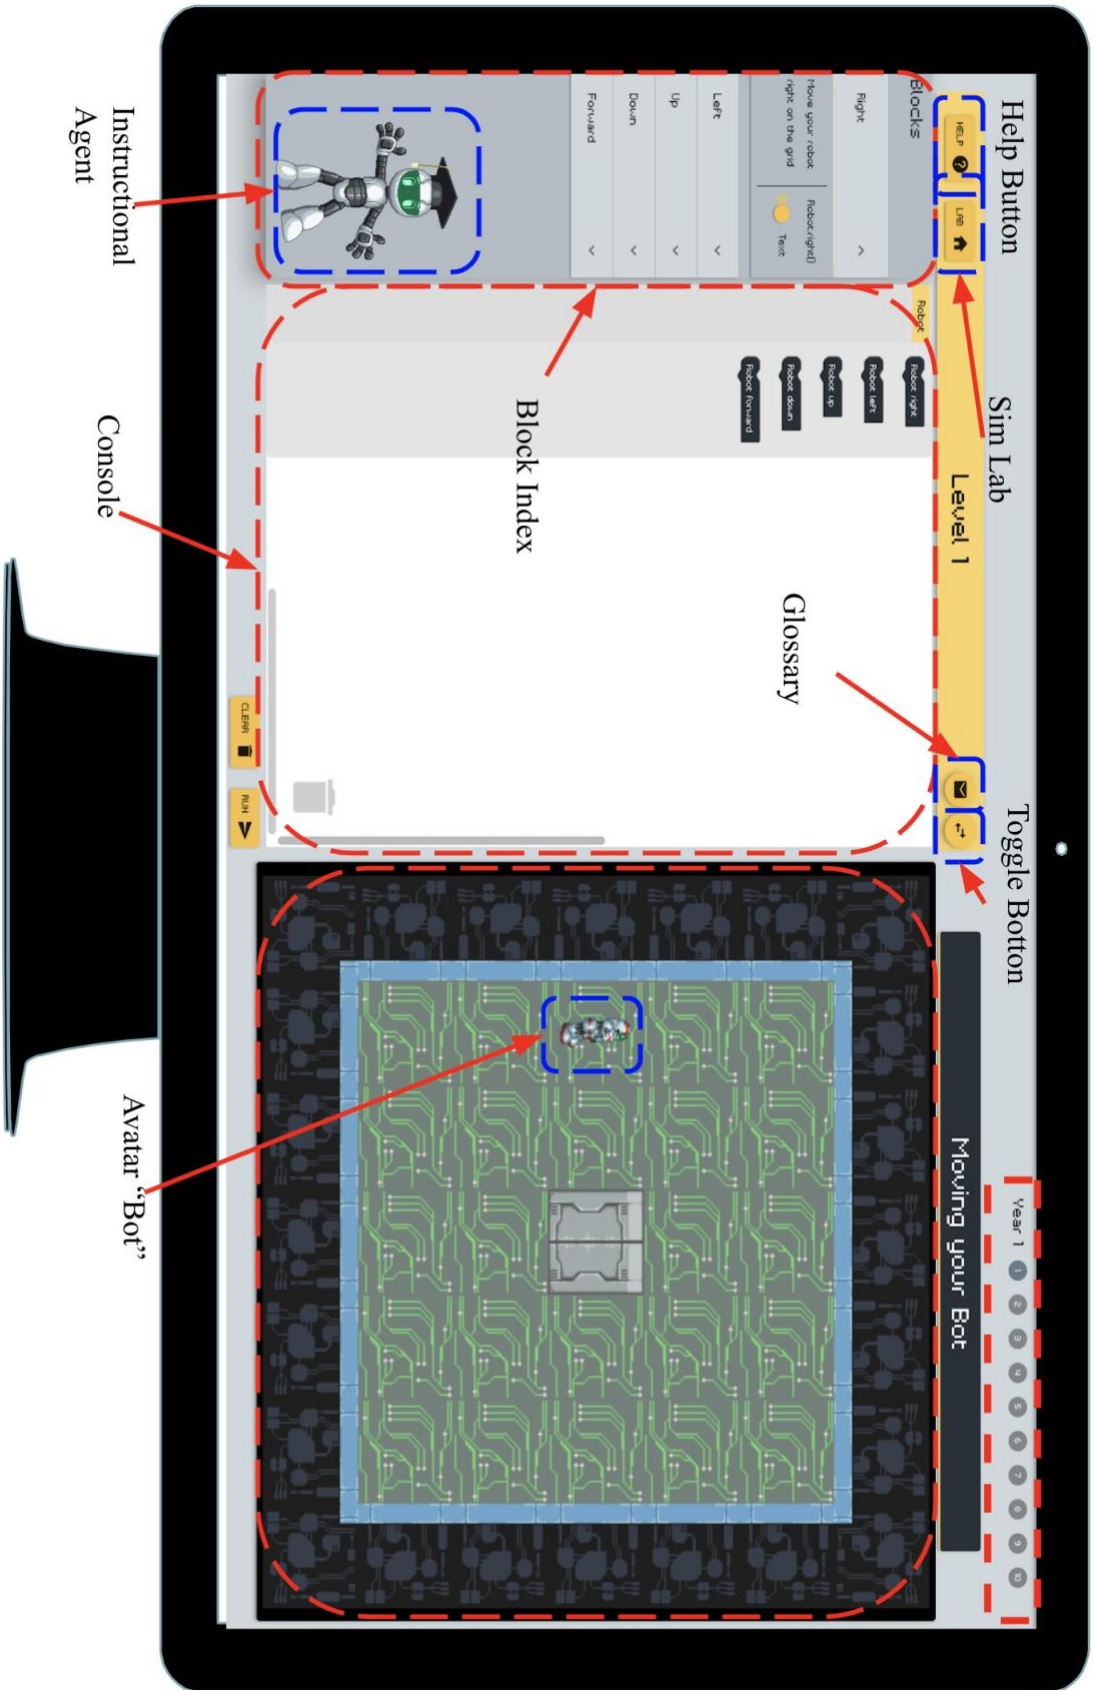 Help Button
Sim Lab
Toggle Botton
Year 1 1 2 3 4 5 6 7 8 9 10
HELP ?
LAB
Level 1
Moving your Bot
Blocks
Right
Move your robot
right on the grid
Robot.right()
Text
Left
Up
Down
Forward
Robot
Robot right
Robot left
Robot up
Robot down
Robot forward
Glossary
Block Index
CLEAR
RUN
Instructional
Agent
Console
Avatar “Bot”